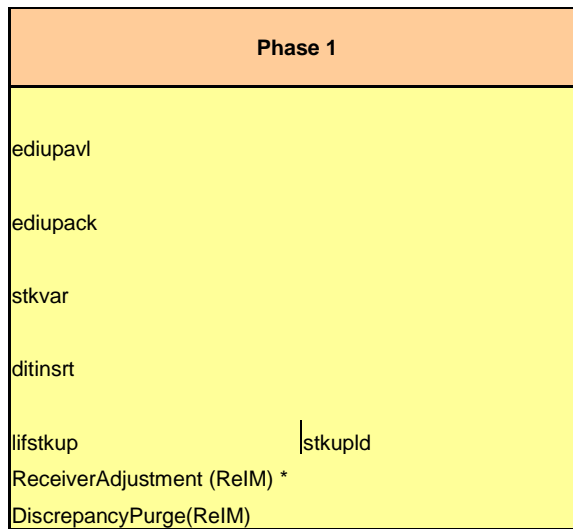 Phase 1
ediupavl
ediupack
stkvar
ditinsrt
lifstkup stkupld
ReceiverAdjustment (ReIM) *
DiscrepancyPurge(ReIM)